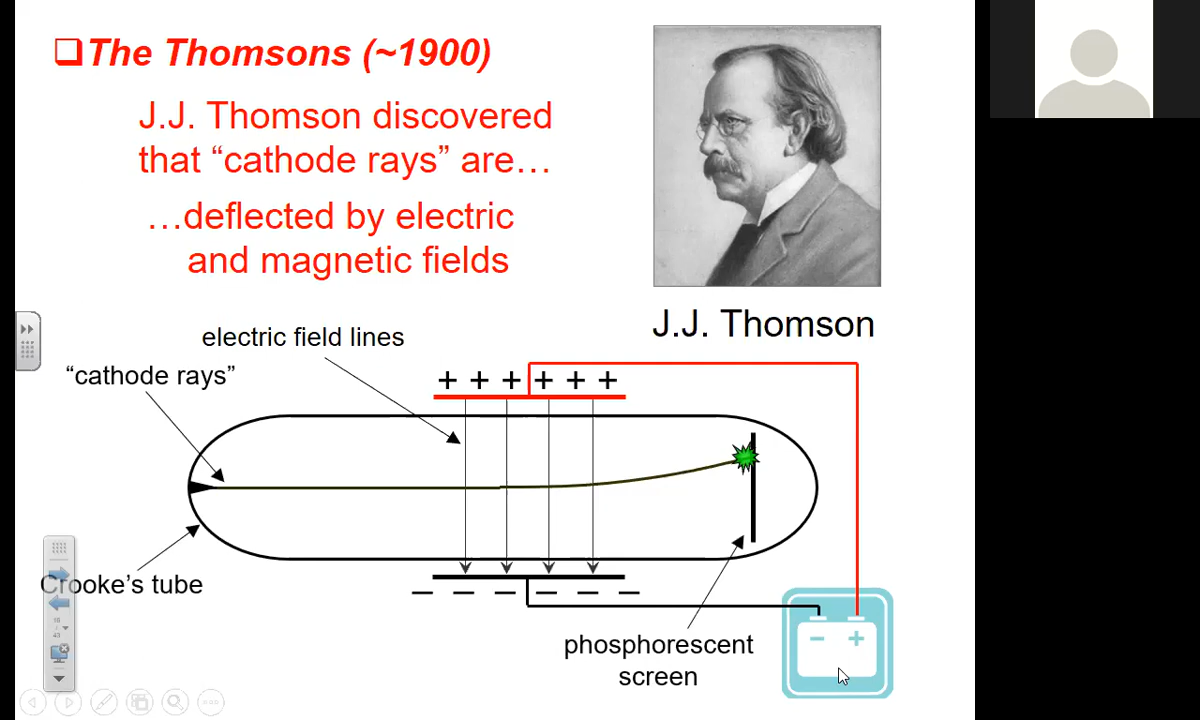 ❑The Thomsons (~1900)
J.J. Thomson discovered
that “cathode rays” are…
…deflected by electric
and magnetic fields
J.J. Thomson
electric field lines
“cathode rays”
+ + + + + +
Crooke’s tube
− − − − − −
phosphorescent
screen
− +